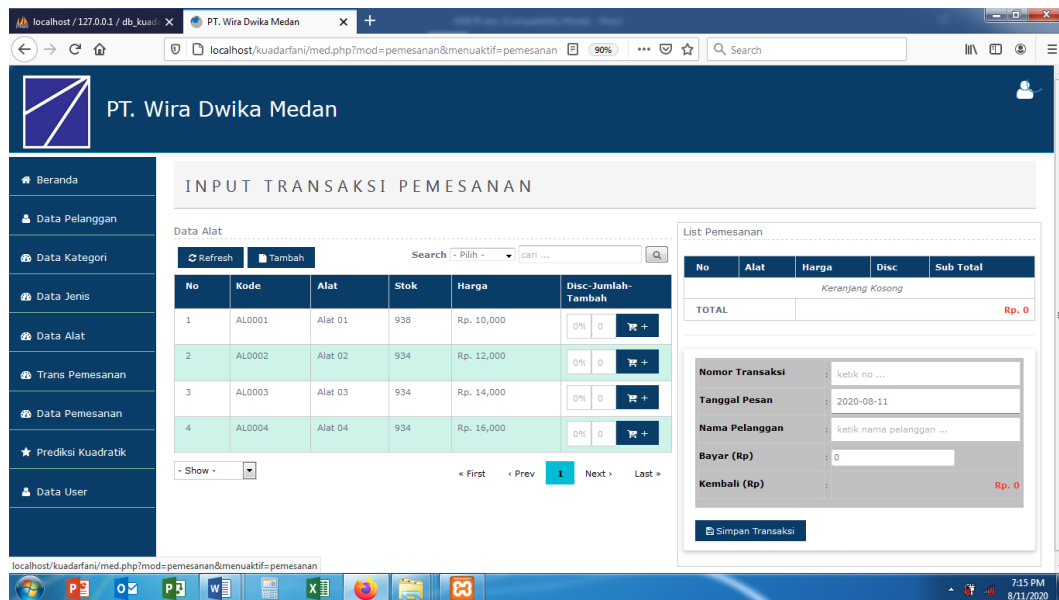 localhost / 127.0.0.1 / db_kuad
PT. Wira Dwika Medan
localhost/kuadarfani/med.php?mod=pemesanan&menuaktif=pemesanan
90%
Search
PT. Wira Dwika Medan
Beranda
Data Pelanggan
Data Kategori
Data Jenis
Data Alat
Trans Pemesanan
Data Pemesanan
Prediksi Kuadratik
Data User
INPUT TRANSAKSI PEMESANAN
Data Alat
Refresh Tambah Search - Pilih - cari ...
No Kode Alat Stok Harga Disc-Jumlah-
Tambah
1 AL0001 Alat 01 938 Rp. 10,000 0% 0 +
2 AL0002 Alat 02 934 Rp. 12,000 0% 0 +
3 AL0003 Alat 03 934 Rp. 14,000 0% 0 +
4 AL0004 Alat 04 934 Rp. 16,000 0% 0 +
- Show - « First ‹ Prev 1 Next › Last »
List Pemesanan
No Alat Harga Disc Sub Total
Keranjang Kosong
TOTAL Rp. 0
Nomor Transaksi : ketik no ...
Tanggal Pesan : 2020-08-11
Nama Pelanggan : ketik nama pelanggan ...
Bayar (Rp) : 0
Kembali (Rp) : Rp. 0
Simpan Transaksi
localhost/kuadarfani/med.php?mod=pemesanan&menuaktif=pemesanan
7:15 PM
8/11/2020